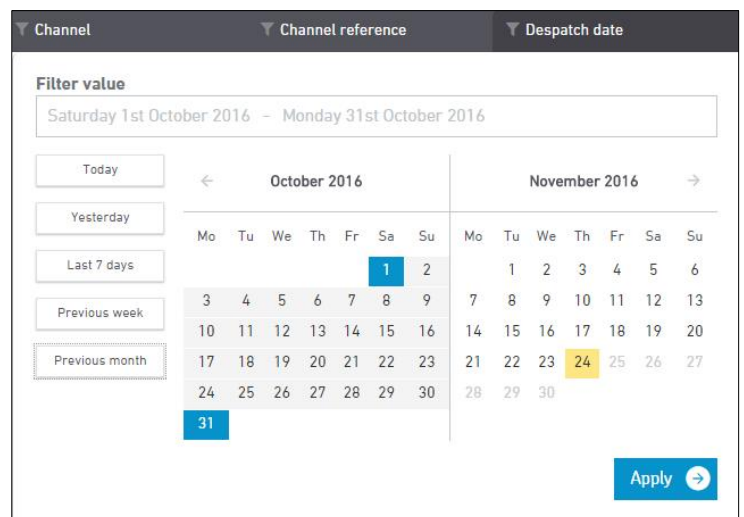 Channel Channel reference Despatch date
Filter value
Saturday 1st October 2016 - Monday 31st October 2016
Today
Yesterday
Last 7 days
Previous week
Previous month
October 2016
Mo Tu We Th Fr Sa Su
1 2
3 4 5 6 7 8 9
10 11 12 13 14 15 16
17 18 19 20 21 22 23
24 25 26 27 28 29 30
31
November 2016
Mo Tu We Th Fr Sa Su
1 2 3 4 5 6
7 8 9 10 11 12 13
14 15 16 17 18 19 20
21 22 23 24 25 26 27
28 29 30
Apply